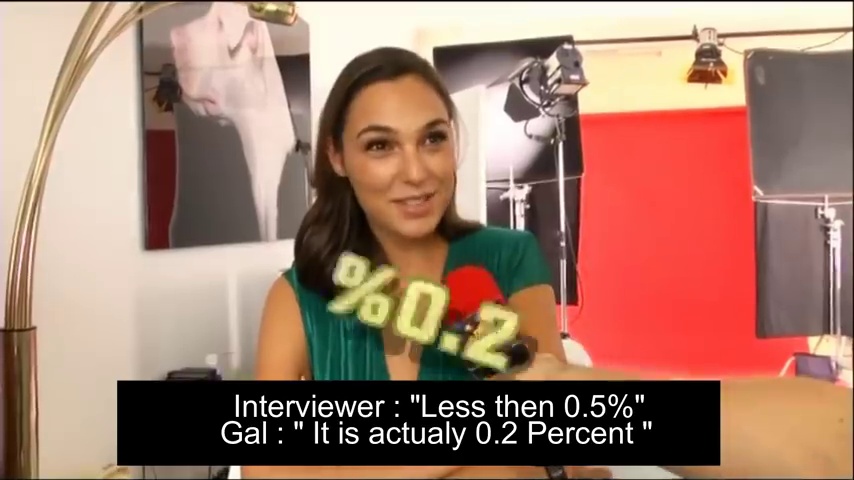 %0.2
Interviewer : "Less then 0.5%"
Gal : " It is actualy 0.2 Percent "